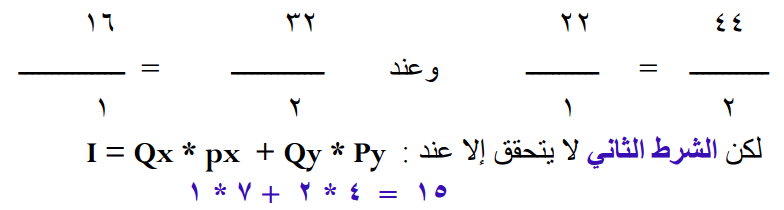 ٤٤ ٢٢ ٣٢ ١٦
= وعند =
٢ ١ ٢ ١
لكن الشرط الثاني لا يتحقق إلا عند : I = Qx * px + Qy * Py
١٥ = ٤ * ٢ + ٧ * ١